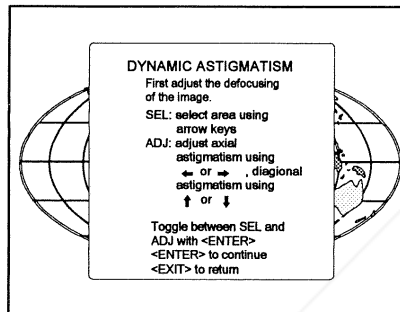 DYNAMIC ASTIGMATISM
First adjust the defocusing
of the image.
SEL: select area using
arrow keys
ADJ: adjust axial
astigmatism using
← or → , diagional
astigmatism using
↑ or ↓
Toggle between SEL and
ADJ with <ENTER>
<ENTER> to continue
<EXIT> to return